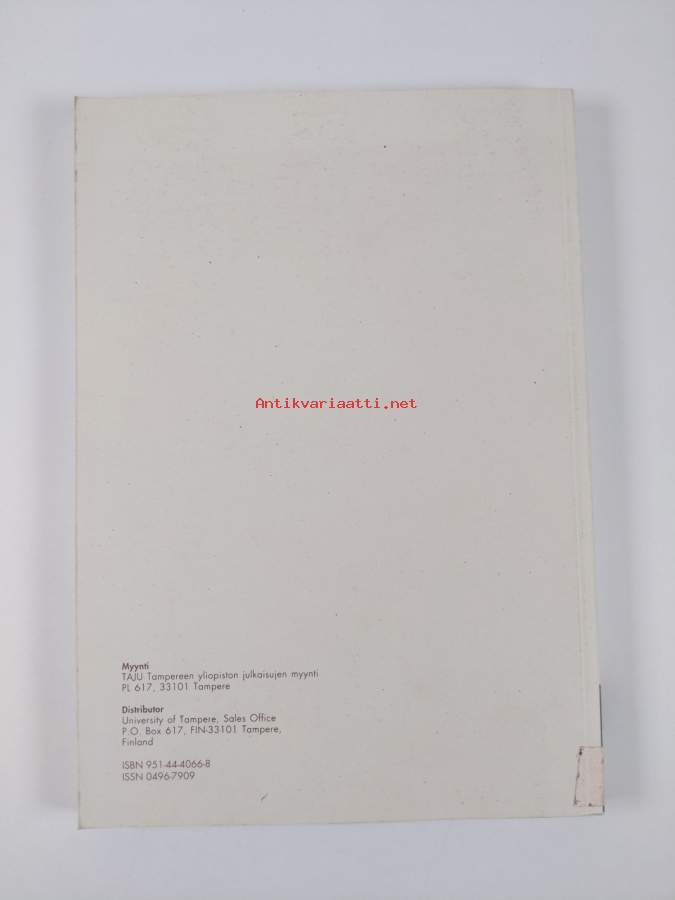 Antikvariaatti.net
Myynti
TAJU Tampereen yliopiston julkaisujen myynti
PL 617, 33101 Tampere
Distributor
University of Tampere, Sales Office
P.O. Box 617, FIN-33101 Tampere,
Finland
ISBN 951-44-4066-8
ISSN 0496-7909